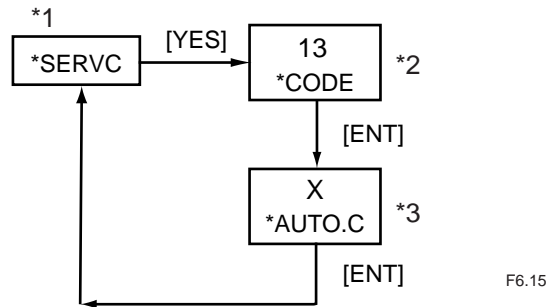 *1
*SERVC
[YES]
13
*CODE
*2
[ENT]
X
*AUTO.C
*3
[ENT]
F6.15